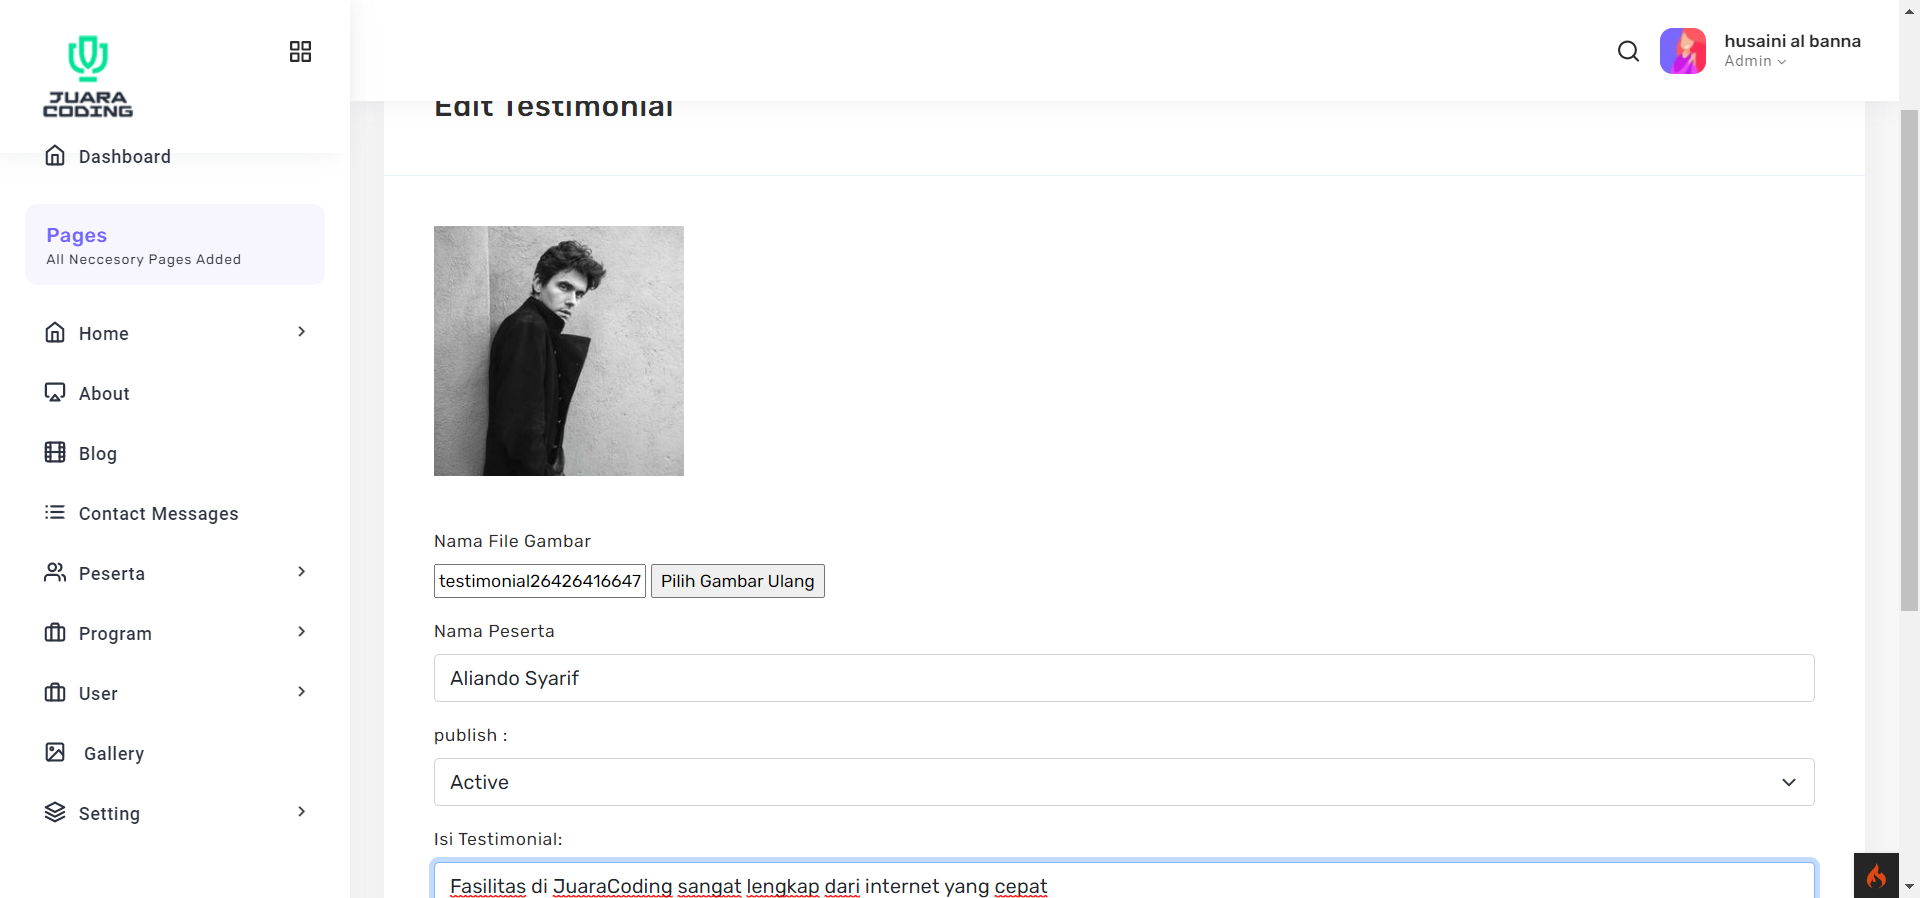 JUARA
CODING
husaini al banna
Admin
Edit Testimonial
Dashboard
Pages
All Neccesory Pages Added
Home
About
Blog
Contact Messages
Peserta
Program
User
Gallery
Setting
Nama File Gambar
testimonial26426416647
Pilih Gambar Ulang
Nama Peserta
Aliando Syarif
publish :
Active
Isi Testimonial:
Fasilitas di JuaraCoding sangat lengkap dari internet yang cepat